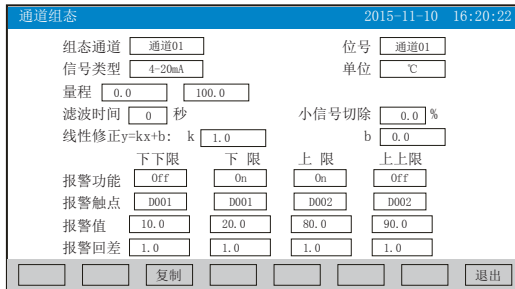 通道组态 2015-11-10 16:20:22
组态通道 通道01 位号 通道01
信号类型 4-20mA 单位 ℃
量程 0.0 100.0
滤波时间 0 秒 小信号切除 0.0 %
线性修正y=kx+b: k 1.0 b 0.0
下下限 下 限 上 限 上上限
报警功能 Off On On Off
报警触点 D001 D001 D002 D002
报警值 10.0 20.0 80.0 90.0
报警回差 1.0 1.0 1.0 1.0
复制 退出